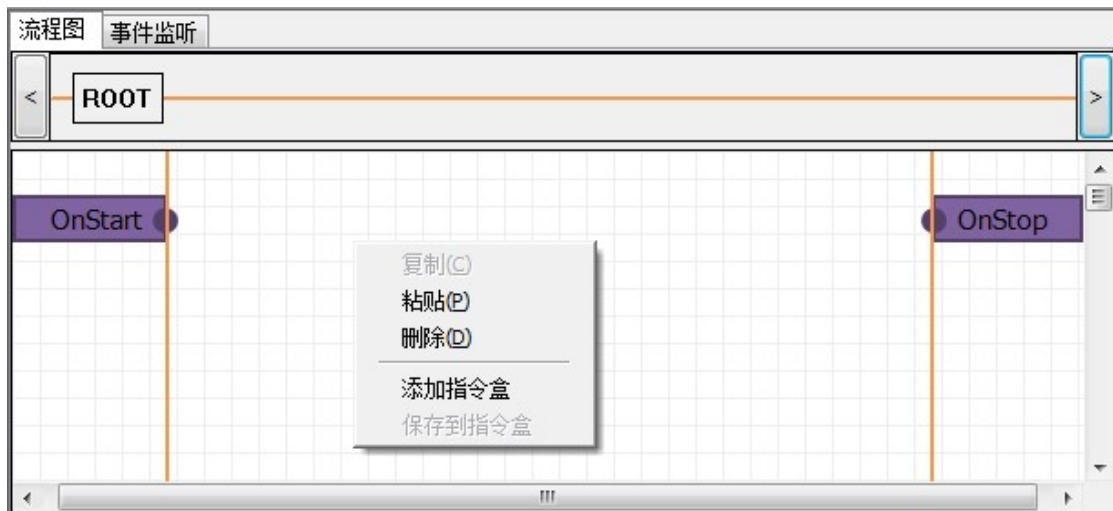 流程图 事件监听
< ROOT >
OnStart OnStop
复制(C)
粘贴(P)
删除(D)
添加指令盒
保存到指令盒